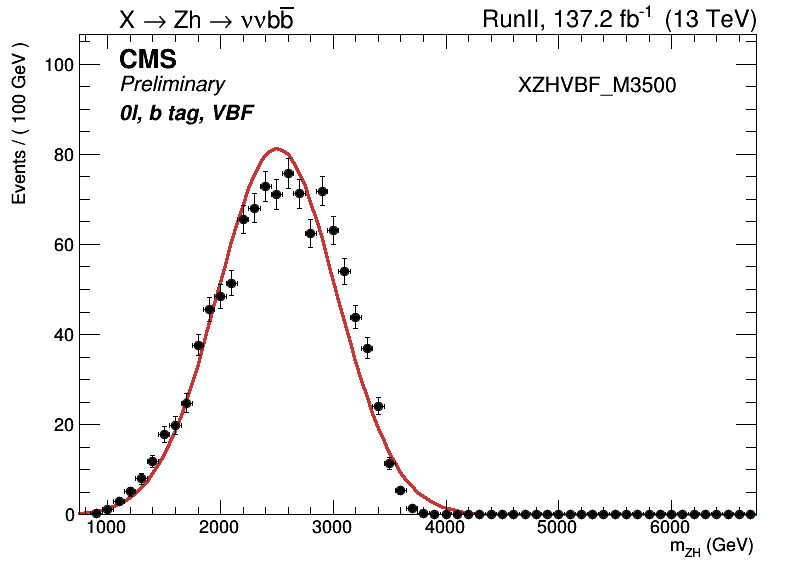 X → Zh → ννbb̅
RunII, 137.2 fb⁻¹ (13 TeV)
Events / ( 100 GeV )
CMS
Preliminary
0l, b tag, VBF
XZHVBF_M3500
100
80
60
40
20
0
1000 2000 3000 4000 5000 6000
m_ZH (GeV)